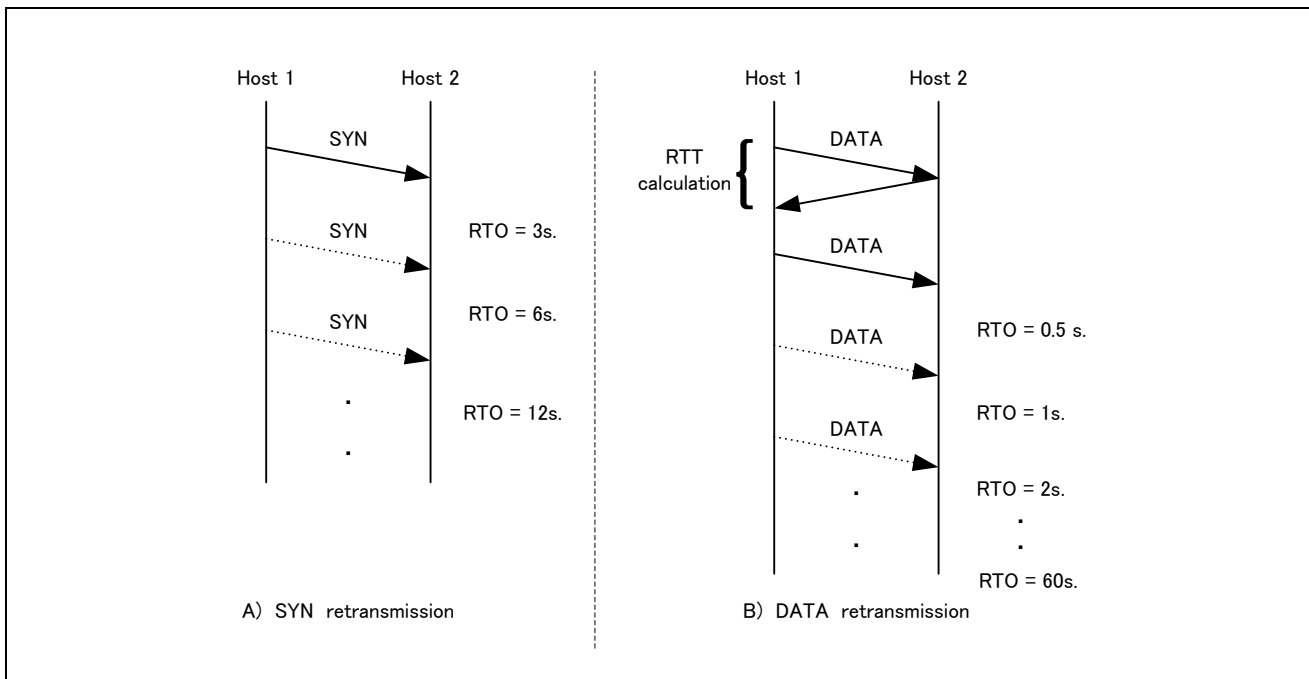 Host 1
Host 2
SYN
SYN
RTO = 3s.
SYN
RTO = 6s.
.
RTO = 12s.
.
A) SYN retransmission
Host 1
Host 2
RTT
calculation
{
DATA
DATA
DATA
RTO = 0.5 s.
DATA
RTO = 1s.
.
RTO = 2s.
.
.
.
RTO = 60s.
B) DATA retransmission